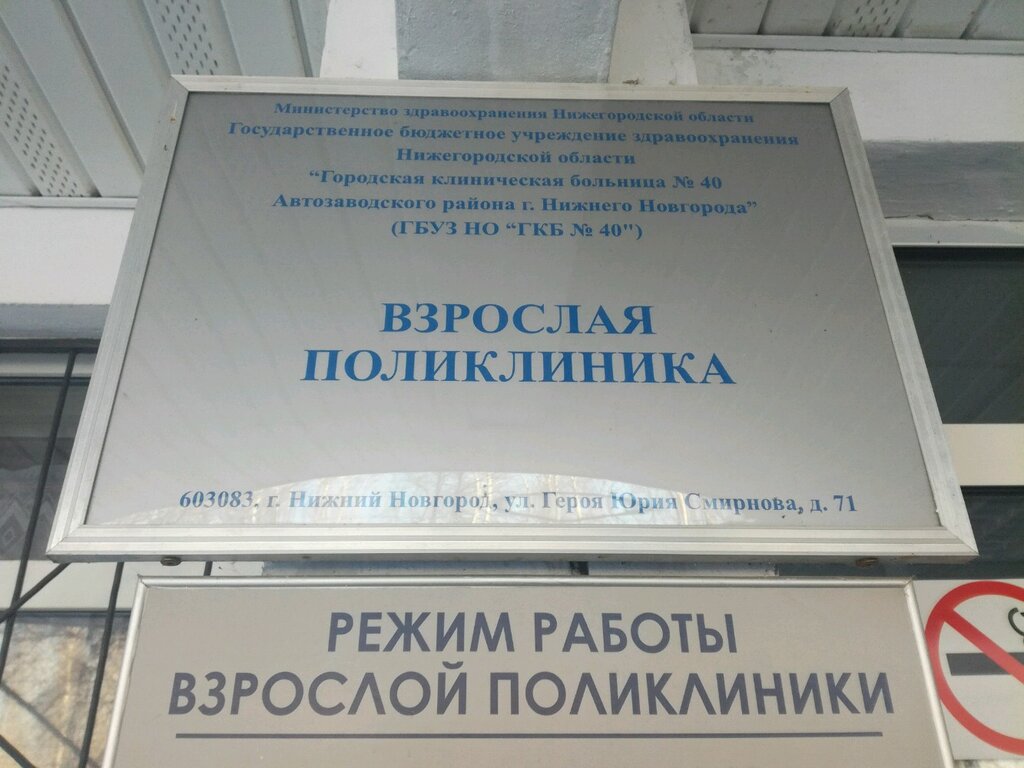 Министерство здравоохранения Нижегородской области
Государственное бюджетное учреждение здравоохранения
Нижегородской области
“Городская клиническая больница № 40
Автозаводского района г. Нижнего Новгорода”
(ГБУЗ НО “ГКБ № 40")
ВЗРОСЛАЯ
ПОЛИКЛИНИКА
603083, г. Нижний Новгород, ул. Героя Юрия Смирнова, д. 71
РЕЖИМ РАБОТЫ
ВЗРОСЛОЙ ПОЛИКЛИНИКИ